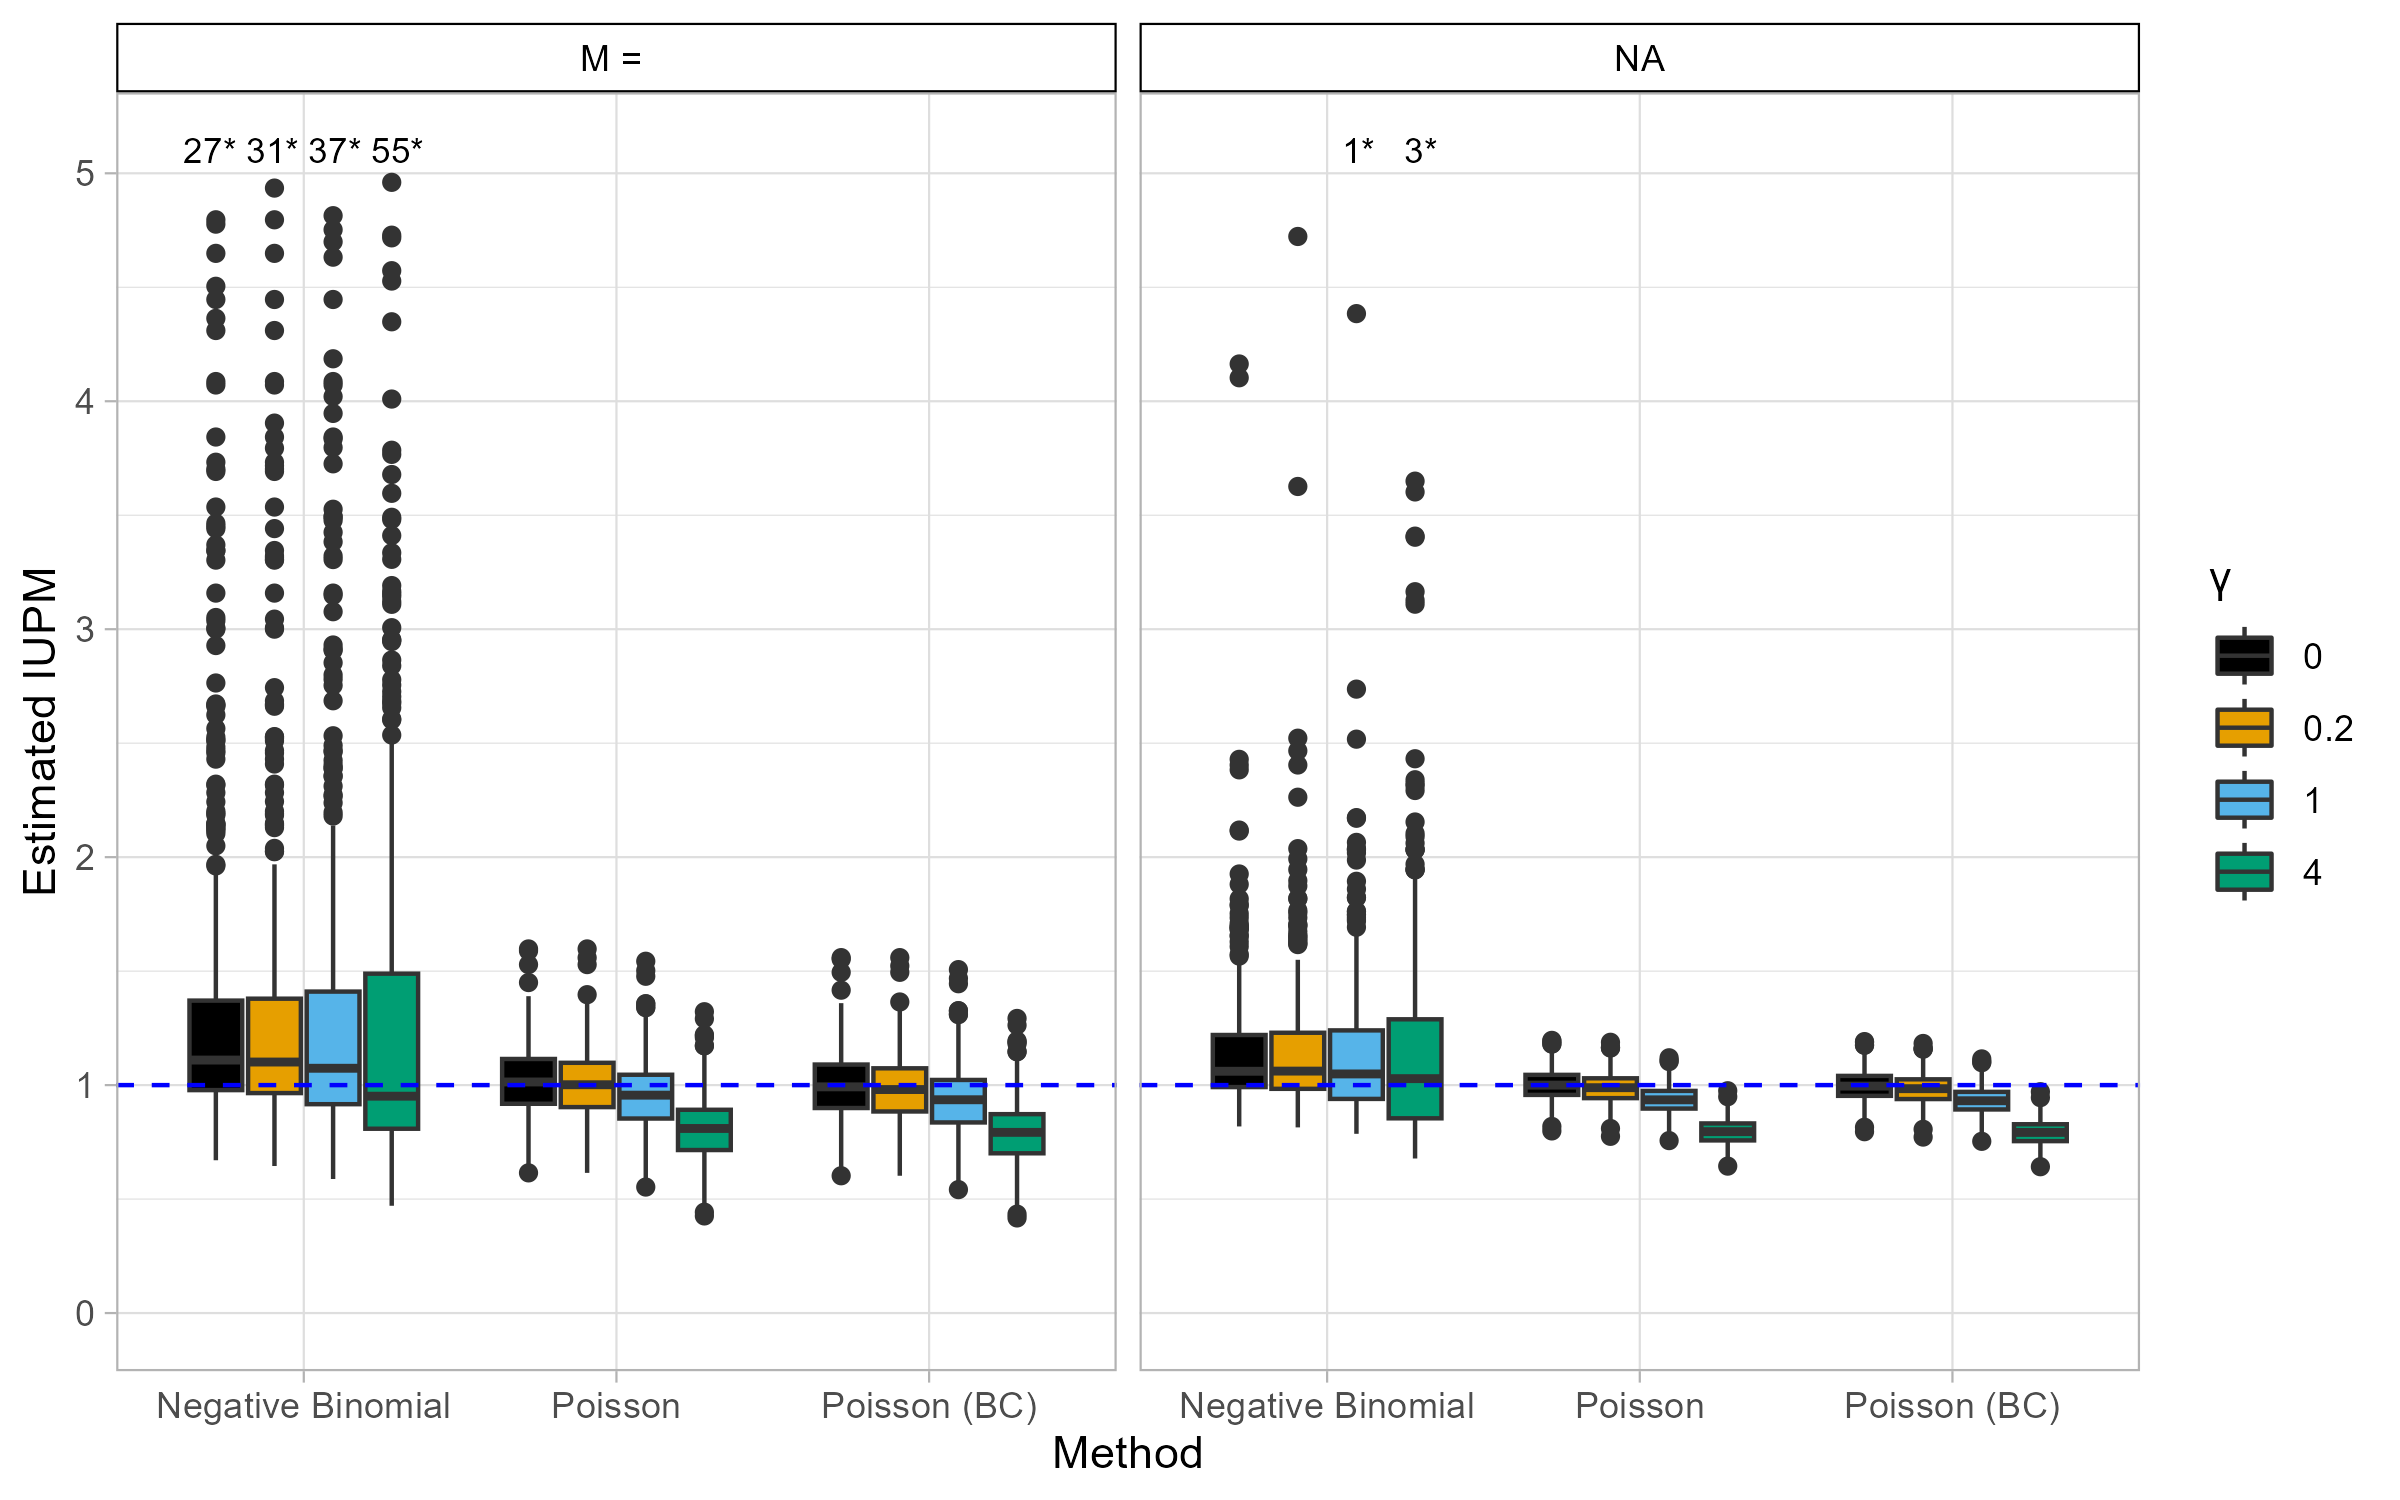 M =
NA
27* 31* 37* 55*
1* 3*
5
4
3
2
1
0
Estimated IUPM
Negative Binomial
Poisson
Poisson (BC)
Negative Binomial
Poisson
Poisson (BC)
Method
γ
0
0.2
1
4